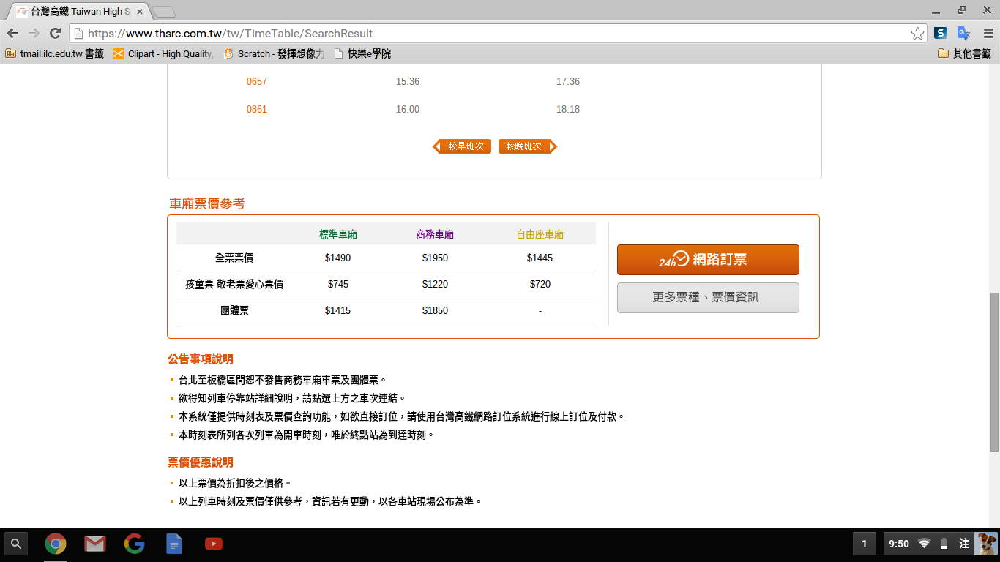 台灣高鐵 Taiwan High S
https://www.thsrc.com.tw/tw/TimeTable/SearchResult
tmail.ilc.edu.tw 書籤 Clipart - High Quality, Scratch - 發揮想像力 快樂e學院 其他書籤
0657 15:36 17:36
0861 16:00 18:18
較早班次 較晚班次
車廂票價參考
標準車廂 商務車廂 自由座車廂
全票票價 $1490 $1950 $1445
孩童票 敬老票愛心票價 $745 $1220 $720
團體票 $1415 $1850 -
24h 網路訂票
更多票種、票價資訊
公告事項說明
台北至板橋區間恕不發售商務車廂車票及團體票。
欲得知列車停靠站詳細說明，請點選上方之車次連結。
本系統僅提供時刻表及票價查詢功能，如欲直接訂位，請使用台灣高鐵網路訂位系統進行線上訂位及付款。
本時刻表所列各次列車為開車時刻，唯於終點站為到達時刻。
票價優惠說明
以上票價為折扣後之價格。
以上列車時刻及票價僅供參考，資訊若有更動，以各車站現場公布為準。
1 9:50 注